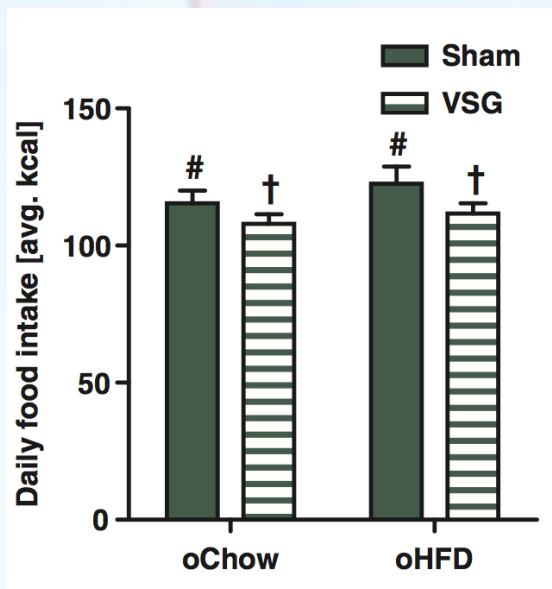 Sham
VSG
Daily food intake [avg. kcal]
150
100
50
0
#
†
#
†
oChow
oHFD